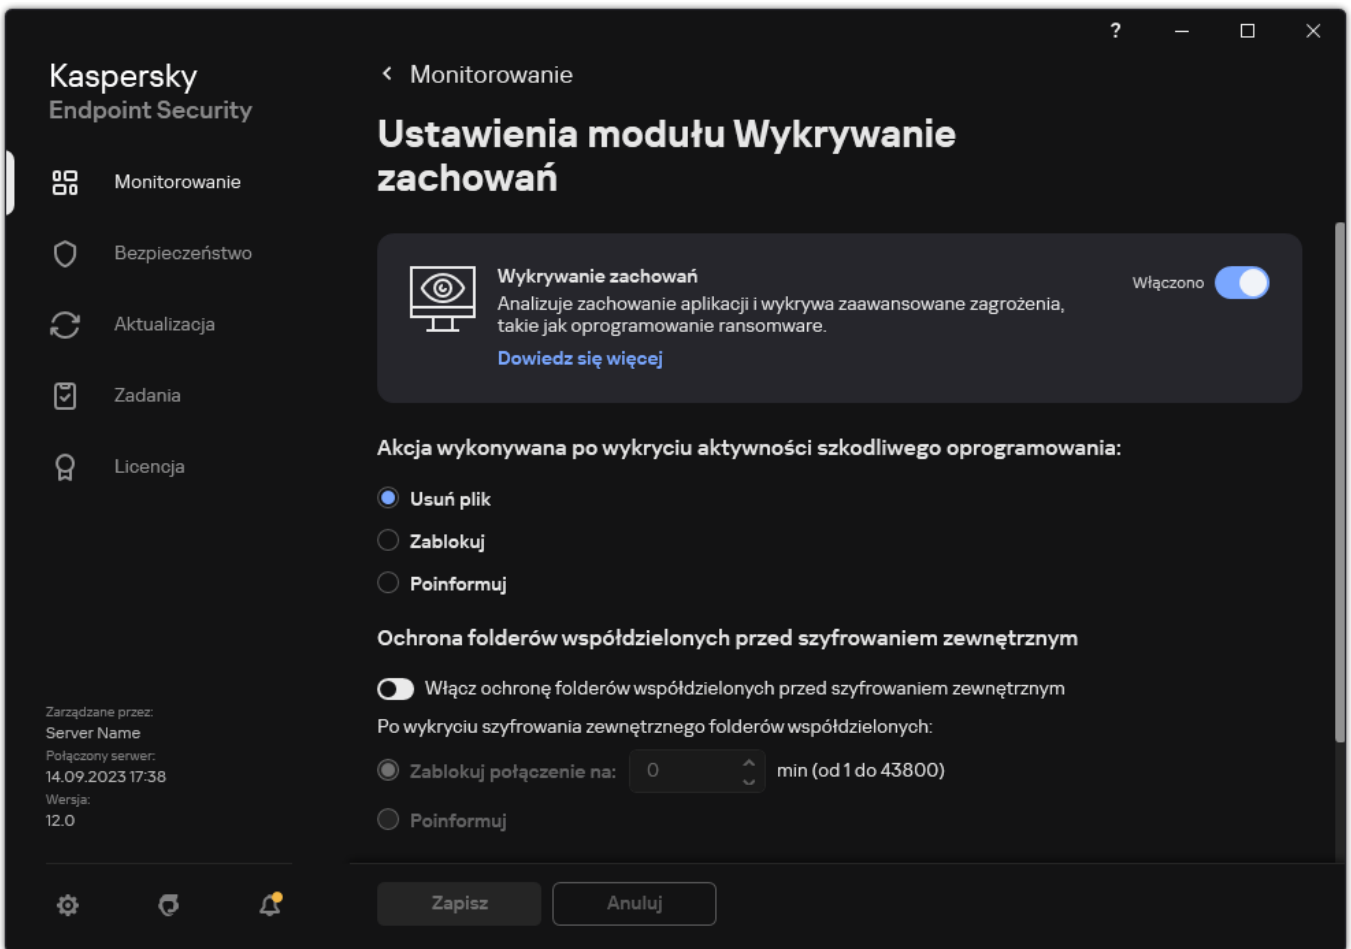 ?
Kaspersky
Endpoint Security
Monitorowanie
Bezpieczeństwo
Aktualizacja
Zadania
Licencja
Zarządzane przez:
Server Name
Połączony serwer:
14.09.2023 17:38
Wersja:
12.0
Monitorowanie
Ustawienia modułu Wykrywanie
zachowań
Wykrywanie zachowań
Analizuje zachowanie aplikacji i wykrywa zaawansowane zagrożenia,
takie jak oprogramowanie ransomware.
Dowiedz się więcej
Włączono
Akcja wykonywana po wykryciu aktywności szkodliwego oprogramowania:
Usuń plik
Zablokuj
Poinformuj
Ochrona folderów współdzielonych przed szyfrowaniem zewnętrznym
Włącz ochronę folderów współdzielonych przed szyfrowaniem zewnętrznym
Po wykryciu szyfrowania zewnętrznego folderów współdzielonych:
Zablokuj połączenie na: 0 min (od 1 do 43800)
Poinformuj
Zapisz
Anuluj